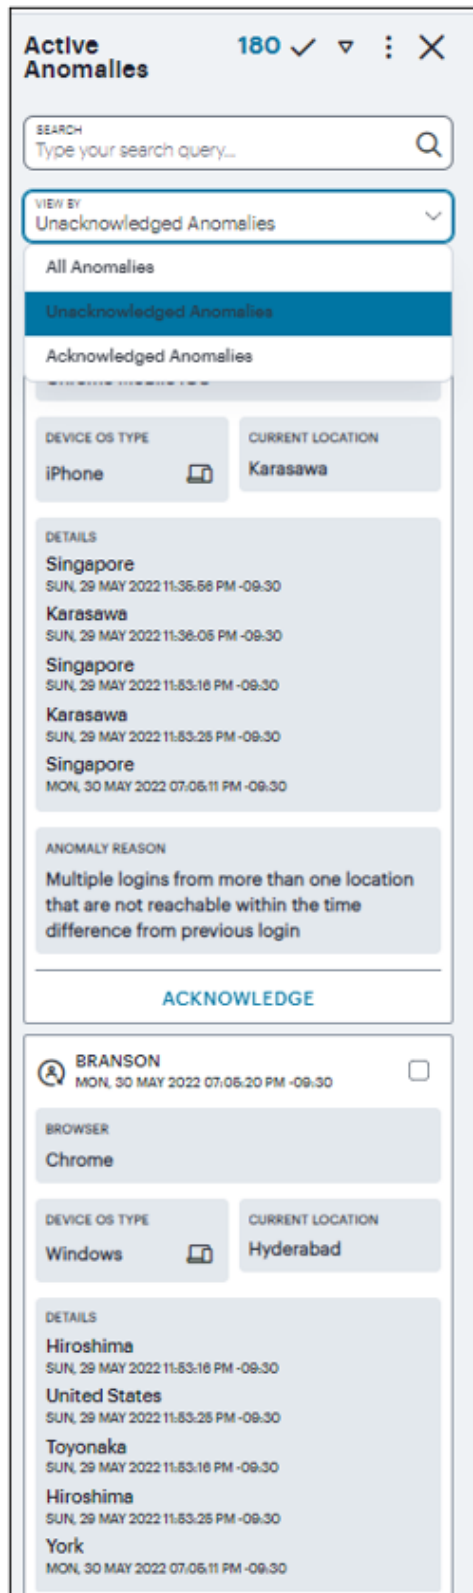 Active
Anomalies
180
SEARCH
Type your search query...
VIEW BY
Unacknowledged Anomalies
All Anomalies
Unacknowledged Anomalies
Acknowledged Anomalies
DEVICE OS TYPE
iPhone
CURRENT LOCATION
Karasawa
DETAILS
Singapore
SUN, 29 MAY 2022 11:35:56 PM -09:30
Karasawa
SUN, 29 MAY 2022 11:36:05 PM -09:30
Singapore
SUN, 29 MAY 2022 11:53:16 PM -09:30
Karasawa
SUN, 29 MAY 2022 11:53:25 PM -09:30
Singapore
MON, 30 MAY 2022 07:05:11 PM -09:30
ANOMALY REASON
Multiple logins from more than one location
that are not reachable within the time
difference from previous login
ACKNOWLEDGE
BRANSON
MON, 30 MAY 2022 07:05:20 PM -09:30
BROWSER
Chrome
DEVICE OS TYPE
Windows
CURRENT LOCATION
Hyderabad
DETAILS
Hiroshima
SUN, 29 MAY 2022 11:53:16 PM -09:30
United States
SUN, 29 MAY 2022 11:53:25 PM -09:30
Toyonaka
SUN, 29 MAY 2022 11:53:16 PM -09:30
Hiroshima
SUN, 29 MAY 2022 11:53:25 PM -09:30
York
MON, 30 MAY 2022 07:05:11 PM -09:30